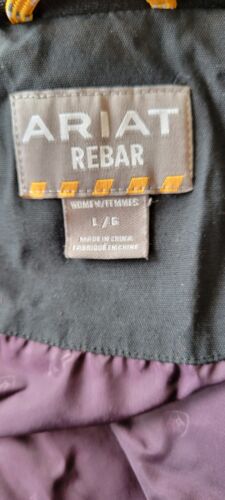 ARIAT
REBAR
WOMEN/FEMMES
L/G
MADE IN CHINA
FABRIQUÉ EN CHINE